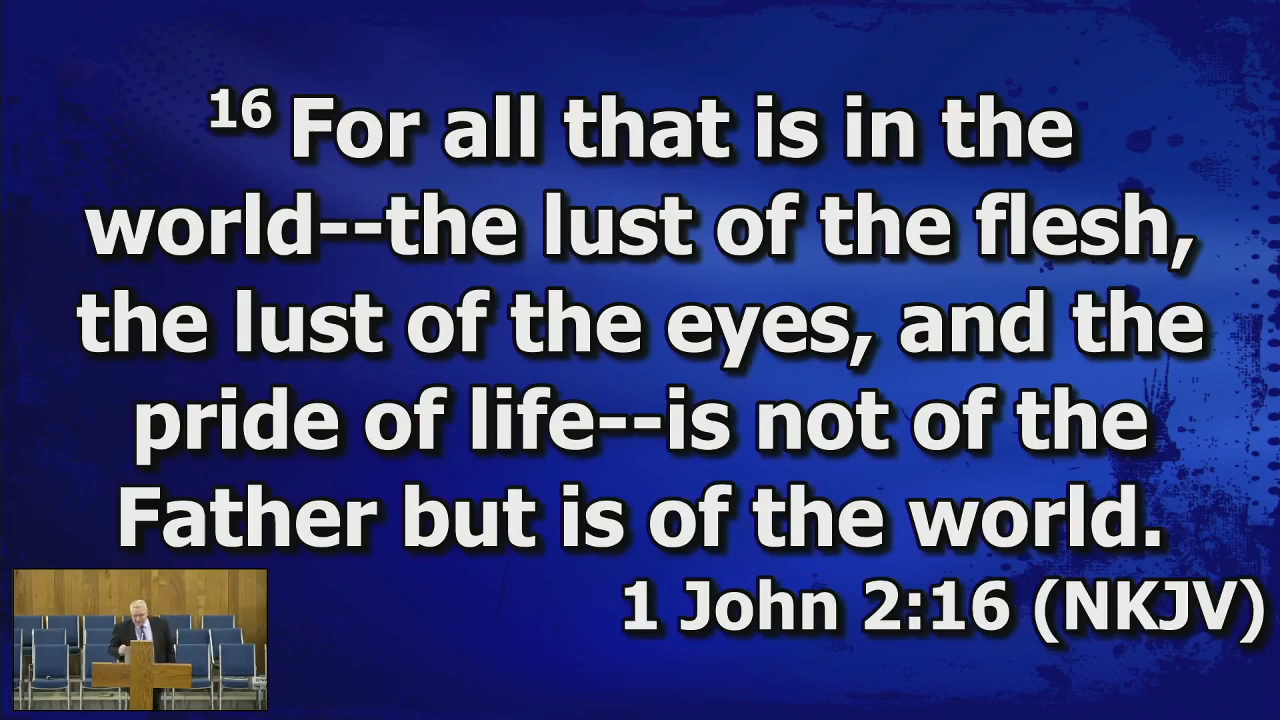 16 For all that is in the
world--the lust of the flesh,
the lust of the eyes, and the
pride of life--is not of the
Father but is of the world.
1 John 2:16 (NKJV)